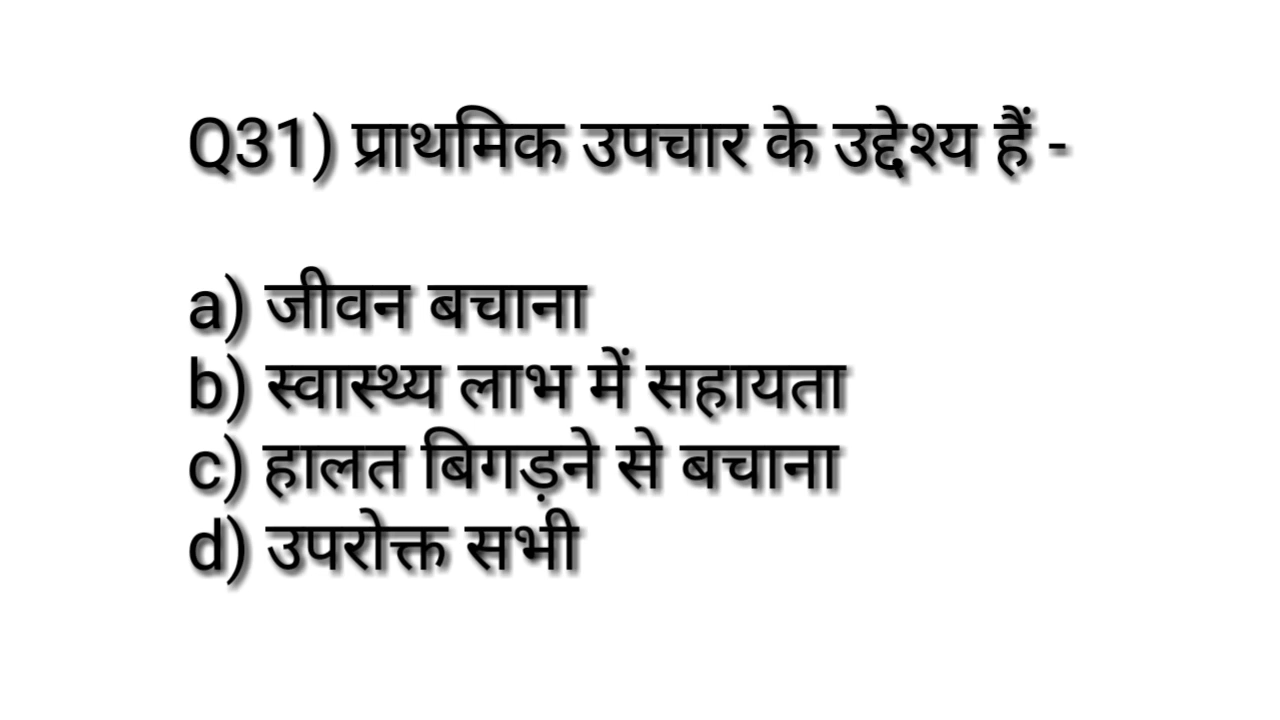 Q31) प्राथमिक उपचार के उद्देश्य हैं -
a) जीवन बचाना
b) स्वास्थ्य लाभ में सहायता
c) हालत बिगड़ने से बचाना
d) उपरोक्त सभी